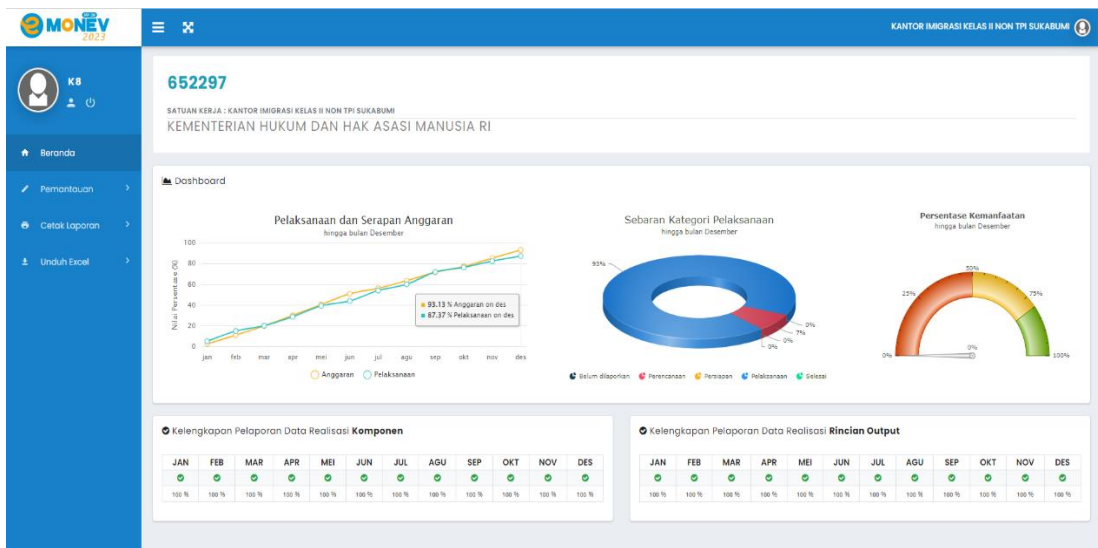 eMONEV
2023
KANTOR IMIGRASI KELAS II NON TPI SUKABUMI
K8
Beranda
Pemantauan
Cetak Laporan
Unduh Excel
652297
SATUAN KERJA : KANTOR IMIGRASI KELAS II NON TPI SUKABUMI
KEMENTERIAN HUKUM DAN HAK ASASI MANUSIA RI
Dashboard
Pelaksanaan dan Serapan Anggaran
hingga bulan Desember
Nilai Persentase (%)
100
80
60
40
20
0
93.13 % Anggaran on des
87.37 % Pelaksanaan on des
jan feb mar apr mei jun jul agu sep okt nov des
Anggaran Pelaksanaan
Sebaran Kategori Pelaksanaan
hingga bulan Desember
93%
0%
7%
0%
0%
Belum dilaporkan Perencanaan Persiapan Pelaksanaan Selesai
Persentase Kemanfaatan
hingga bulan Desember
50%
25% 75%
0% 0% 100%
Kelengkapan Pelaporan Data Realisasi Komponen
JAN FEB MAR APR MEI JUN JUL AGU SEP OKT NOV DES
100 % 100 % 100 % 100 % 100 % 100 % 100 % 100 % 100 % 100 % 100 % 100 %
Kelengkapan Pelaporan Data Realisasi Rincian Output
JAN FEB MAR APR MEI JUN JUL AGU SEP OKT NOV DES
100 % 100 % 100 % 100 % 100 % 100 % 100 % 100 % 100 % 100 % 100 % 100 %